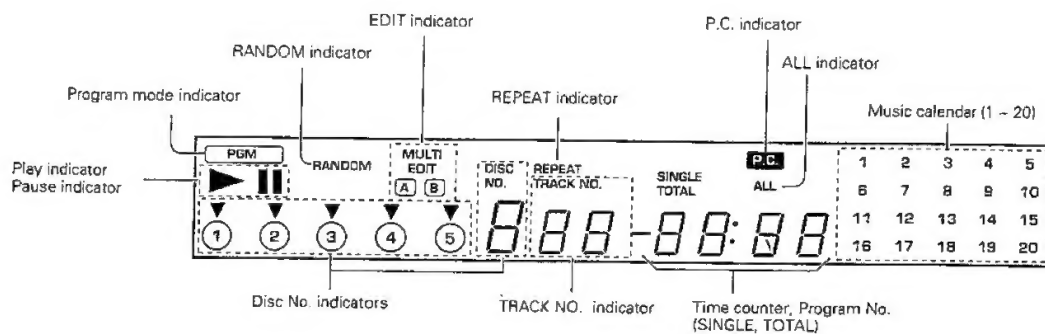 EDIT indicator
P.C. indicator
RANDOM indicator
ALL indicator
Program mode indicator
REPEAT indicator
Music calendar (1 ~ 20)
Play indicator
Pause indicator
PGM
RANDOM
MULTI
EDIT
A B
DISC
NO.
REPEAT
TRACK NO.
SINGLE
TOTAL
P.C.
ALL
1 2 3 4 5
6 7 8 9 10
11 12 13 14 15
16 17 18 19 20
1 2 3 4 5
8 88 - 88:88
Disc No. indicators
TRACK NO. indicator
Time counter, Program No.
(SINGLE, TOTAL)